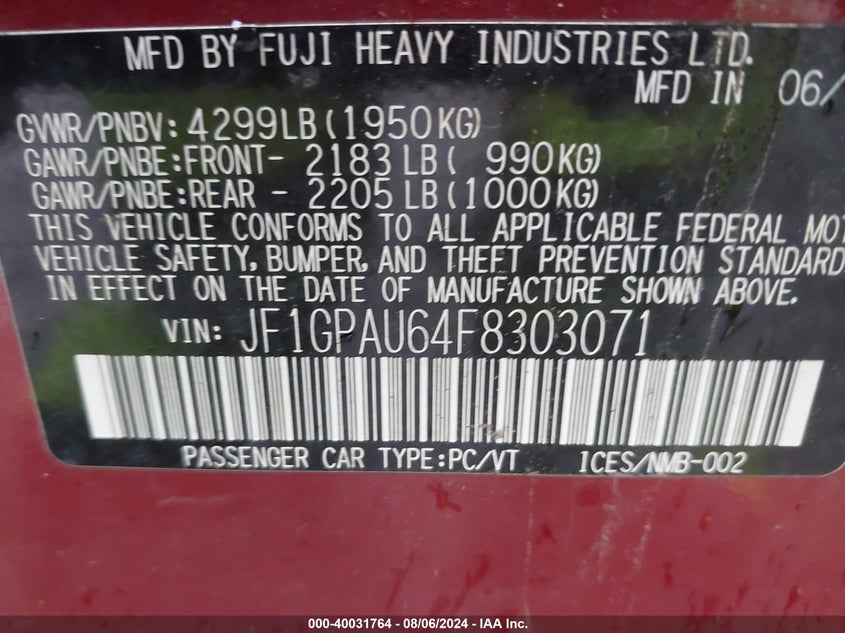 MFD BY FUJI HEAVY INDUSTRIES LTD.
MFD IN 06/
GVWR/PNBV: 4299LB(1950KG)
GAWR/PNBE:FRONT- 2183 LB( 990KG)
GAWR/PNBE:REAR - 2205 LB(1000KG)
THIS VEHICLE CONFORMS TO ALL APPLICABLE FEDERAL MOT
VEHICLE SAFETY, BUMPER, AND THEFT PREVENTION STANDARD
IN EFFECT ON THE DATE OF MANUFACTURE SHOWN ABOVE.
VIN: JF1GPAU64F8303071
PASSENGER CAR TYPE:PC/VT ICES/NMB-002
000-40031764 - 08/06/2024 - IAA Inc.